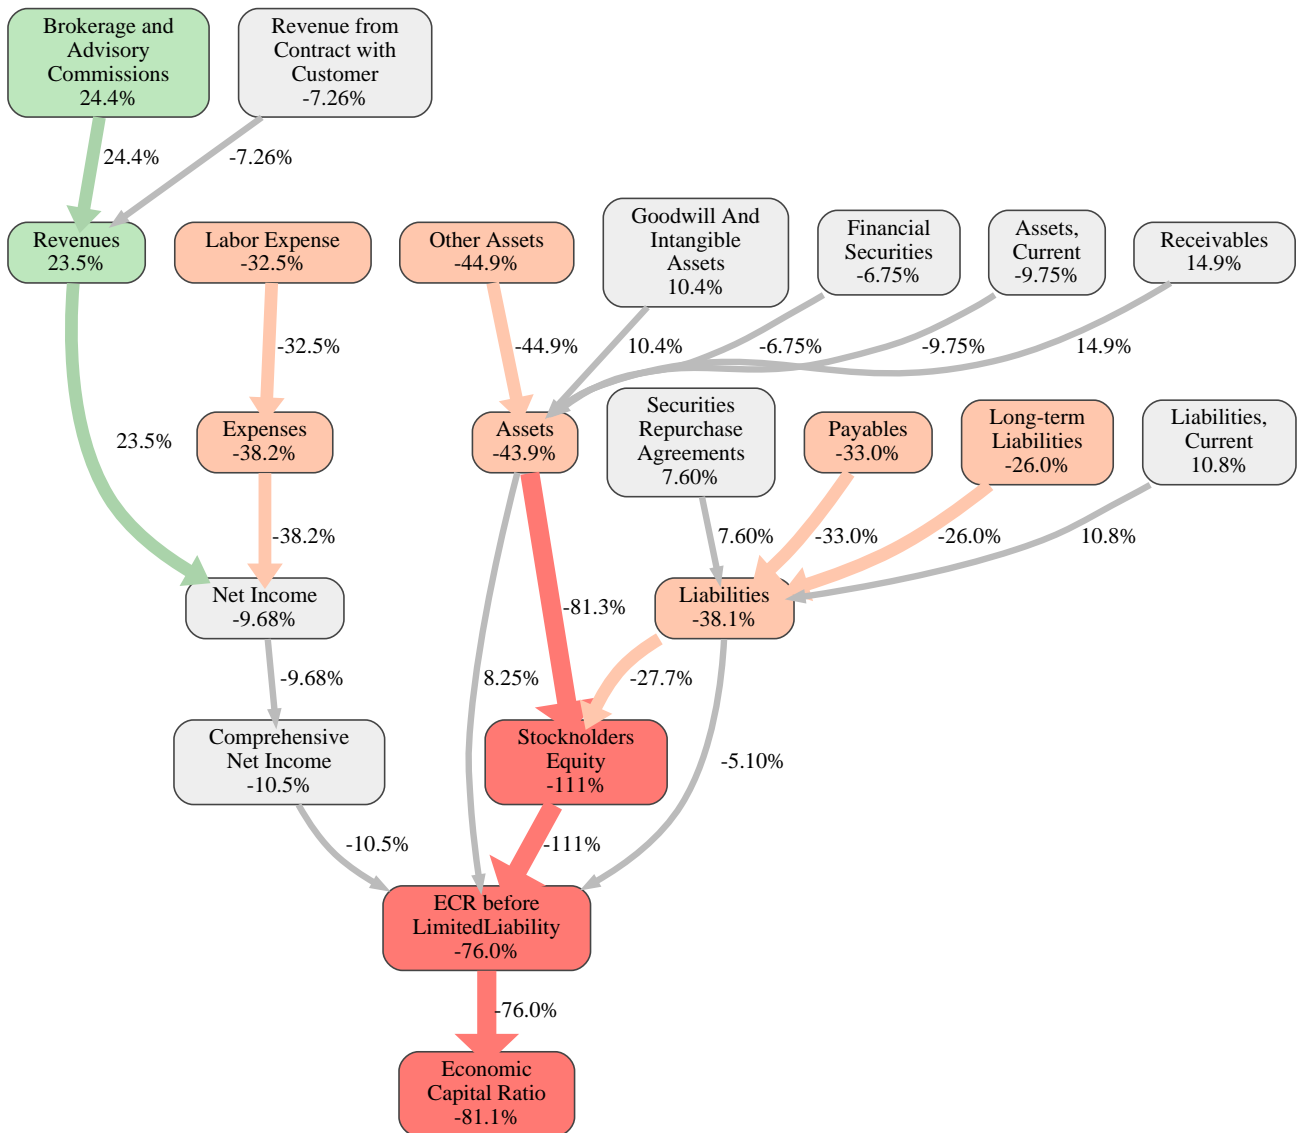 Brokerage and
Advisory
Commissions
24.4%
Revenue from
Contract with
Customer
-7.26%
24.4%
-7.26%
Revenues
23.5%
Labor Expense
-32.5%
Other Assets
-44.9%
Goodwill And
Intangible
Assets
10.4%
Financial
Securities
-6.75%
Assets,
Current
-9.75%
Receivables
14.9%
-32.5%
-44.9%
10.4%
-6.75%
-9.75%
14.9%
Expenses
-38.2%
Assets
-43.9%
Securities
Repurchase
Agreements
7.60%
Payables
-33.0%
Long-term
Liabilities
-26.0%
Liabilities,
Current
10.8%
23.5%
-38.2%
7.60%
-33.0%
-26.0%
10.8%
Net Income
-9.68%
-81.3%
Liabilities
-38.1%
-9.68%
8.25%
-27.7%
Comprehensive
Net Income
-10.5%
Stockholders
Equity
-111%
-5.10%
-10.5%
-111%
ECR before
LimitedLiability
-76.0%
-76.0%
Economic
Capital Ratio
-81.1%